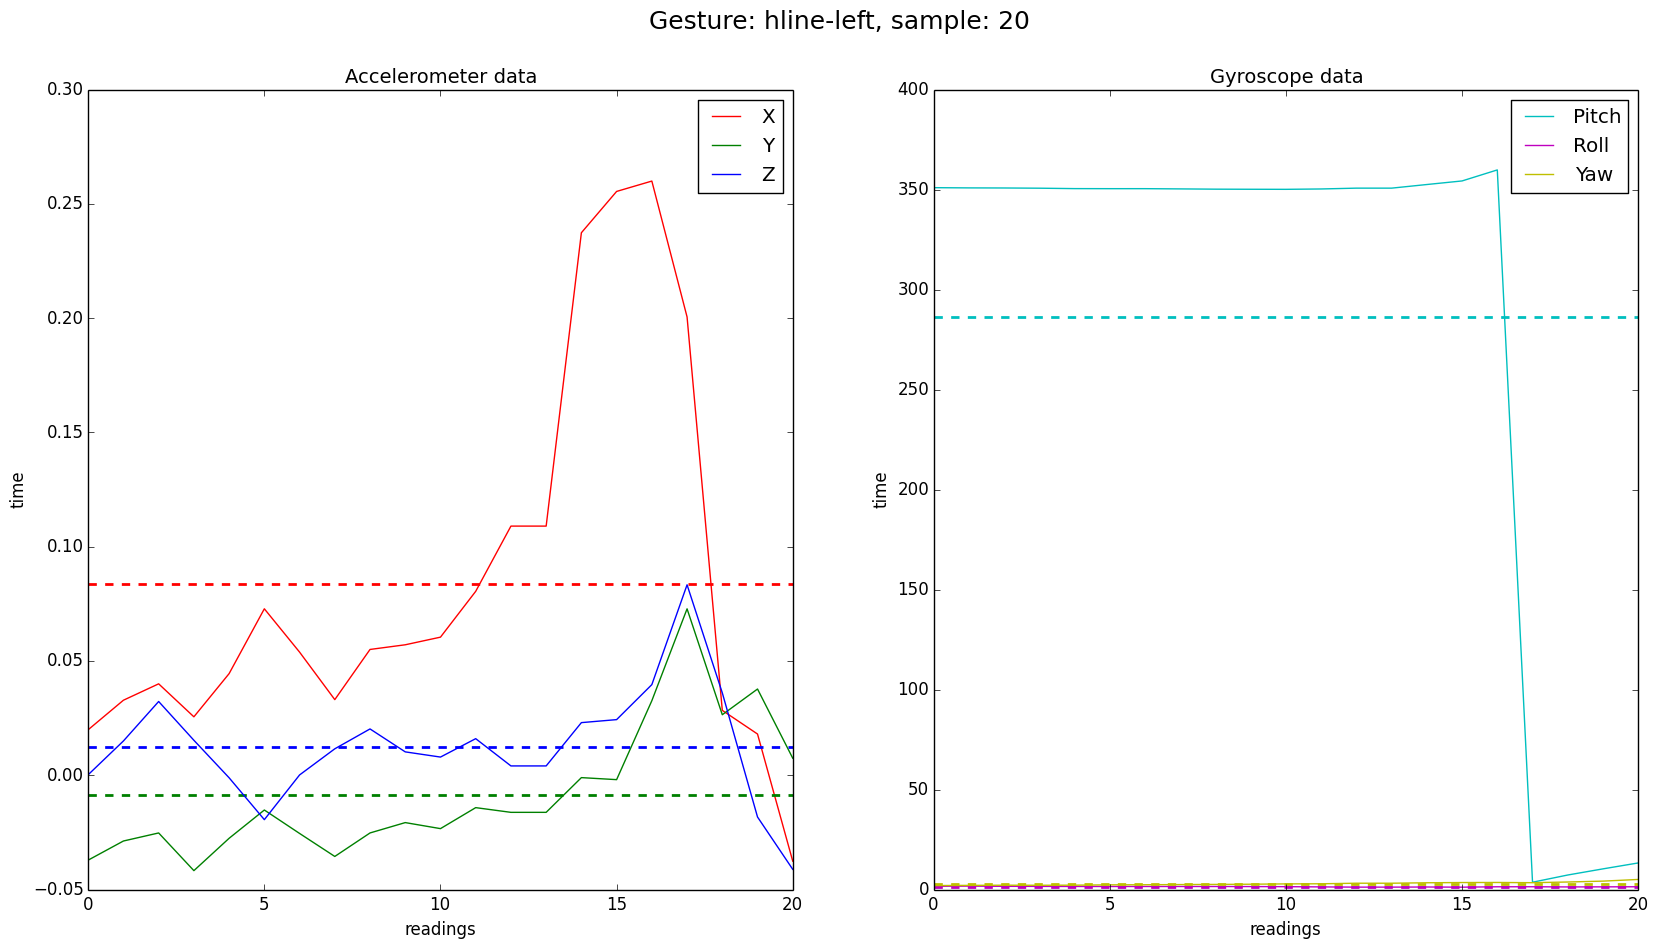 Gesture: hline-left, sample: 20
Accelerometer data
0.30
0.25
0.20
0.15
0.10
0.05
0.00
−0.05
time
0
5
10
15
20
readings
X
Y
Z
Gyroscope data
400
350
300
250
200
150
100
50
0
time
0
5
10
15
20
readings
Pitch
Roll
Yaw